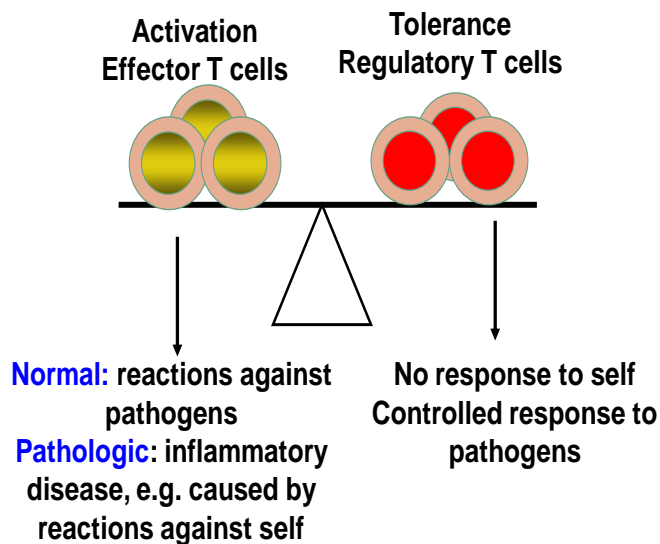 Activation
Effector T cells
Tolerance
Regulatory T cells
Normal: reactions against
pathogens
Pathologic: inflammatory
disease, e.g. caused by
reactions against self
No response to self
Controlled response to
pathogens